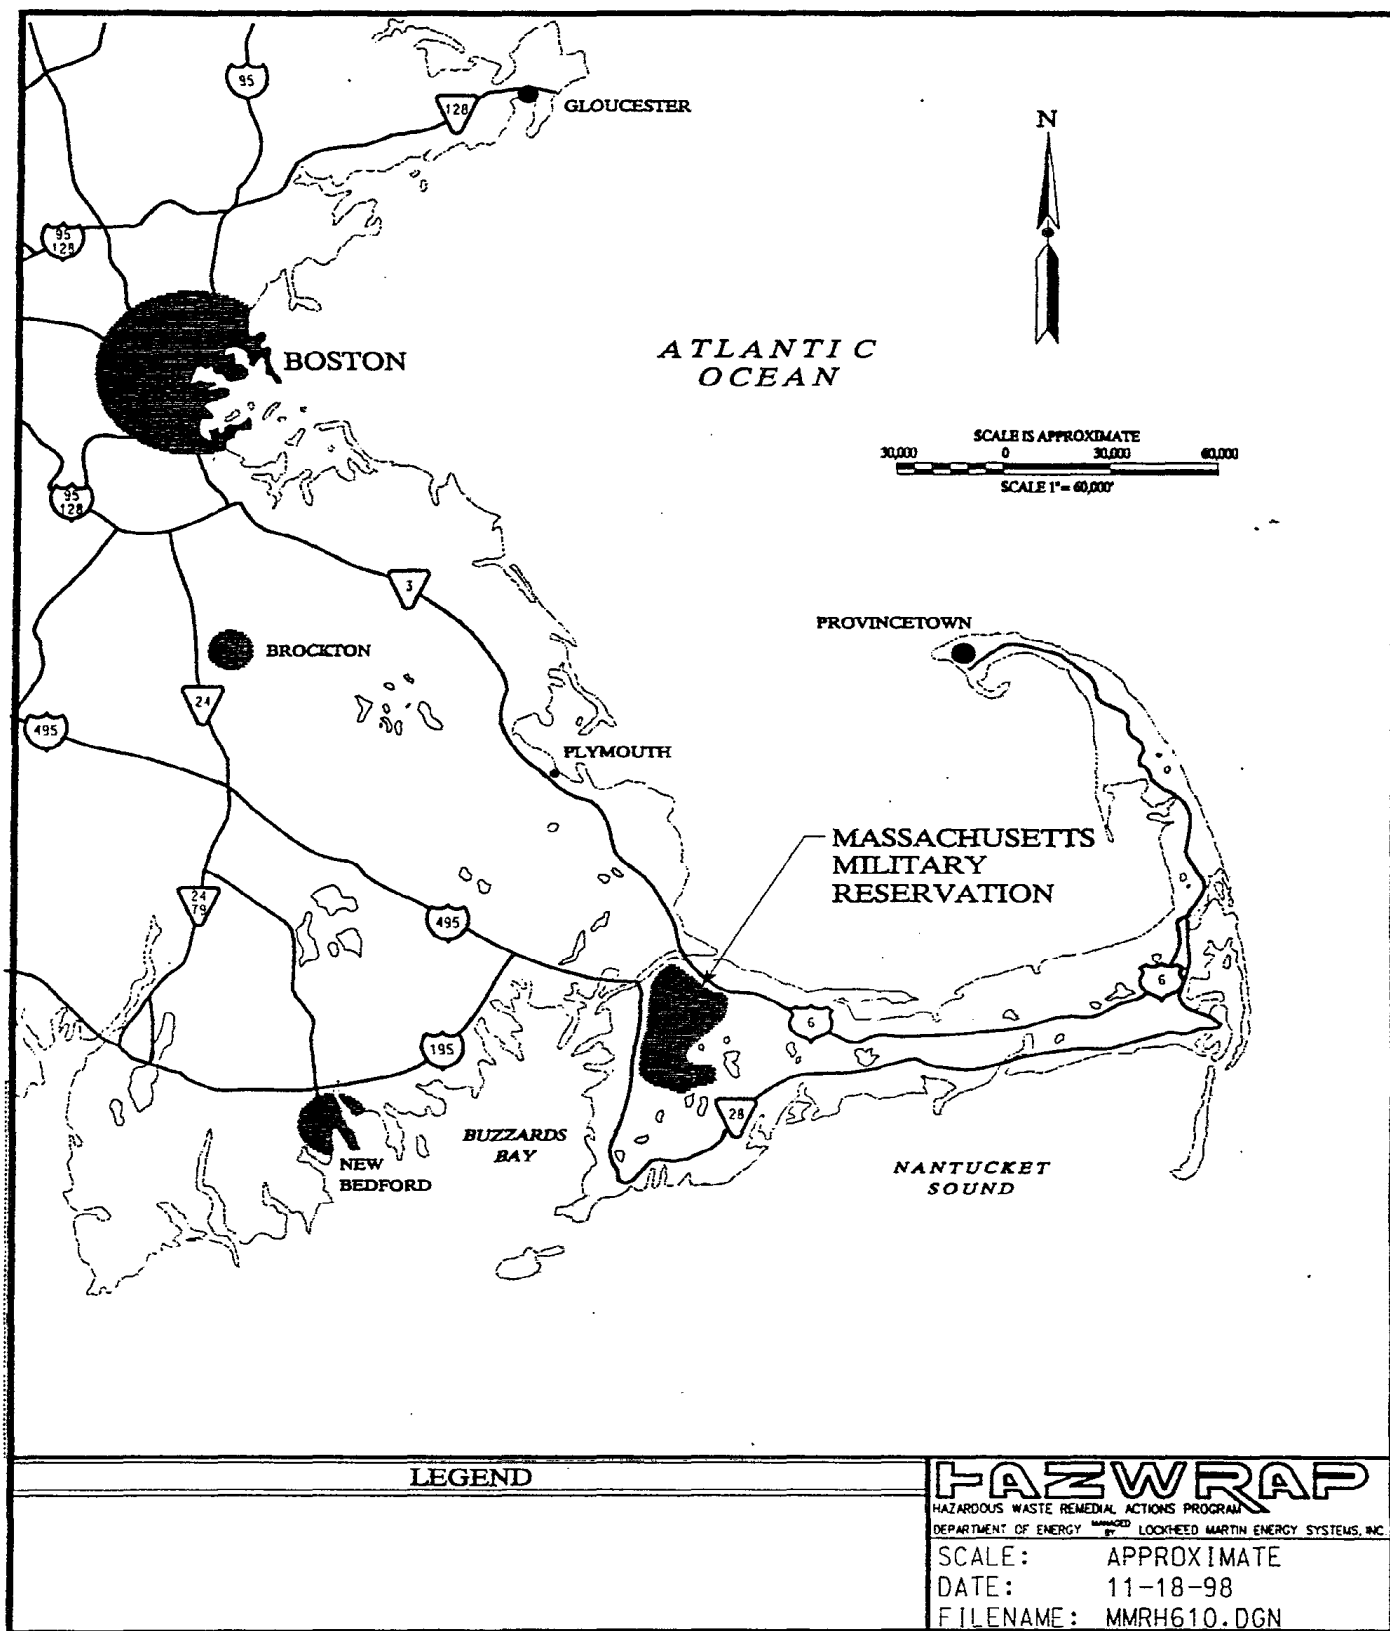 95
128
GLOUCESTER
N
95
128
BOSTON
ATLANTIC
OCEAN
SCALE IS APPROXIMATE
30,000 0 30,000 60,000
SCALE 1"= 60,000'
95
128
3
PROVINCETOWN
BROCKTON
24
495
PLYMOUTH
MASSACHUSETTS
MILITARY
RESERVATION
24
79
495
6
6
195
28
BUZZARDS
BAY
NEW
BEDFORD
NANTUCKET
SOUND
LEGEND
HAZWRAP
HAZARDOUS WASTE REMEDIAL ACTIONS PROGRAM
DEPARTMENT OF ENERGY MANAGED BY LOCKHEED MARTIN ENERGY SYSTEMS, INC.
SCALE: APPROXIMATE
DATE: 11-18-98
FILENAME: MMRH610.DGN